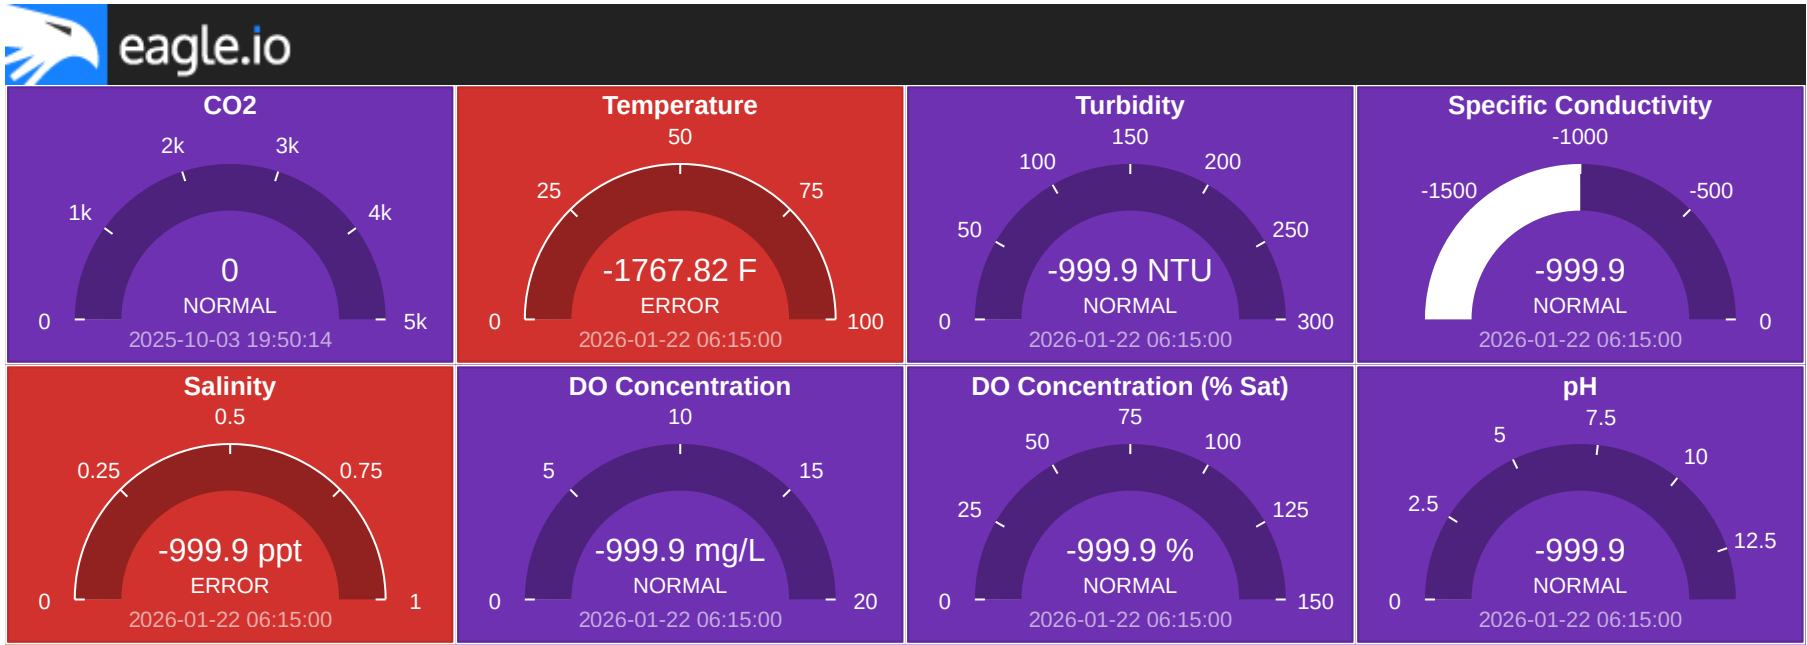 eagle.io
CO2
2k
3k
1k
4k
0
NORMAL
0
5k
2025-10-03 19:50:14
Temperature
50
25
75
-1767.82 F
ERROR
0
100
2026-01-22 06:15:00
Turbidity
150
100
200
50
250
-999.9 NTU
NORMAL
0
300
2026-01-22 06:15:00
Specific Conductivity
-1000
-1500
-500
-999.9
NORMAL
0
2026-01-22 06:15:00
Salinity
0.5
0.25
0.75
-999.9 ppt
ERROR
0
1
2026-01-22 06:15:00
DO Concentration
10
5
15
-999.9 mg/L
NORMAL
0
20
2026-01-22 06:15:00
DO Concentration (% Sat)
75
50
100
25
125
-999.9 %
NORMAL
0
150
2026-01-22 06:15:00
pH
7.5
5
10
2.5
12.5
-999.9
NORMAL
0
2026-01-22 06:15:00